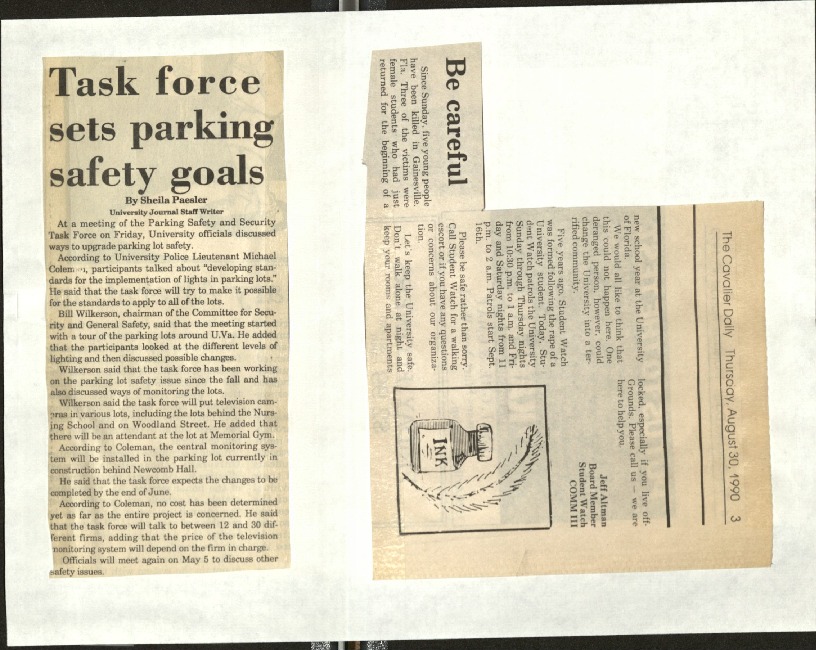 Task force
sets parking
safety goals
By Sheila Paesler
University Journal Staff Writer
At a meeting of the Parking Safety and Security
Task Force on Friday, University officials discussed
ways to upgrade parking lot safety.
According to University Police Lieutenant Michael
Coleman, participants talked about "developing stan-
dards for the implementation of lights in parking lots."
He said that the task force will try to make it possible
for the standards to apply to all of the lots.
Bill Wilkerson, chairman of the Committee for Secu-
rity and General Safety, said that the meeting started
with a tour of the parking lots around U.Va. He added
that the participants looked at the different levels of
lighting and then discussed possible changes.
Wilkerson said that the task force has been working
on the parking lot safety issue since the fall and has
also discussed ways of monitoring the lots.
Wilkerson said the task force will put television cam-
eras in various lots, including the lots behind the Nurs-
ing School and on Woodland Street. He added that
there will be an attendant at the lot at Memorial Gym.
According to Coleman, the central monitoring sys-
tem will be installed in the parking lot currently in
construction behind Newcomb Hall.
He said that the task force expects the changes to be
completed by the end of June.
According to Coleman, no cost has been determined
yet as far as the entire project is concerned. He said
that the task force will talk to between 12 and 30 dif-
ferent firms, adding that the price of the television
monitoring system will depend on the firm in charge.
Officials will meet again on May 5 to discuss other
safety issues.
The Cavalier Daily Thursday, August 30, 1990 3
Be careful
Since Sunday, five young people
have been killed in Gainesville,
Fla. Three of the victims were
female students who had just
returned for the beginning of a
new school year at the University
of Florida.
We would all like to think that
this could not happen here. One
deranged person, however could
change the University into a ter-
rified community.
Five years ago, Student Watch
was formed following the rape of a
University student. Today, Stu-
dent Watch patrols the University
Sunday through Thursday nights
from 10:30 p.m. to 1 a.m. and Fri-
day and Saturday nights from 11
p.m. to 2 a.m. Patrols start Sept.
16th.
Please be safe rather than sorry.
Call Student Watch for a walking
escort or if you have any questions
or concerns about our organiza-
tion.
Let's keep the University safe.
Don't walk alone at night and
keep your rooms and apartments
locked, especially if you live off-
Grounds. Please call us — we are
here to help you.
Jeff Altman
Board Member
Student Watch
COMM III
INK